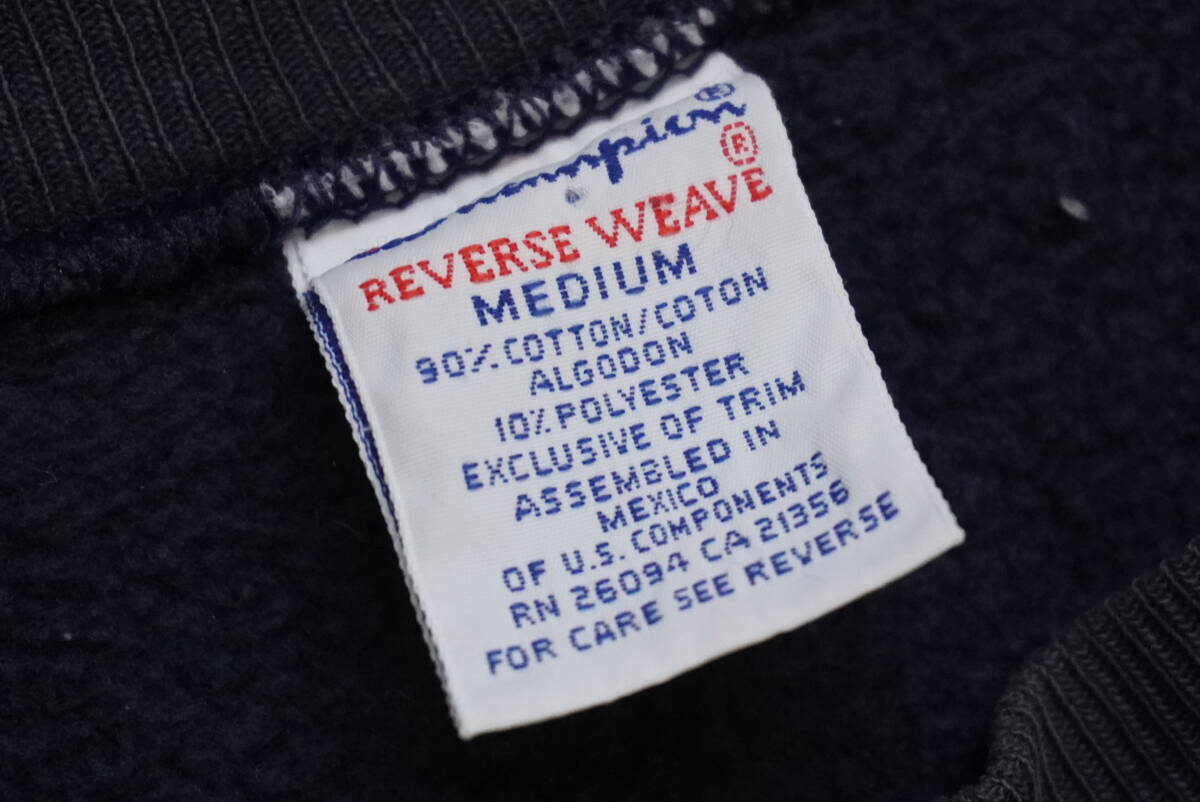 Champion®
®
REVERSE WEAVE
MEDIUM
90% COTTON/COTON
ALGODON
10% POLYESTER
EXCLUSIVE OF TRIM
ASSEMBLED IN
MEXICO
OF U.S. COMPONENTS
RN 26094 CA 21356
FOR CARE SEE REVERSE